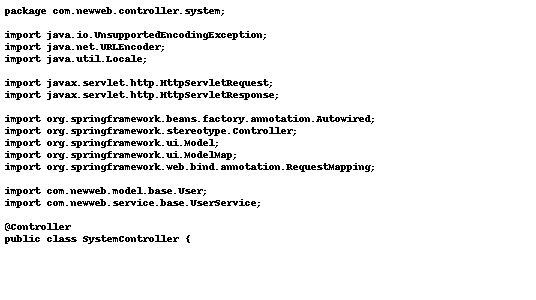 package com.newweb.controller.system;
import java.io.UnsupportedEncodingException;
import java.net.URLEncoder;
import java.util.Locale;
import javax.servlet.http.HttpServletRequest;
import javax.servlet.http.HttpServletResponse;
import org.springframework.beans.factory.annotation.Autowired;
import org.springframework.stereotype.Controller;
import org.springframework.ui.Model;
import org.springframework.ui.ModelMap;
import org.springframework.web.bind.annotation.RequestMapping;
import com.newweb.model.base.User;
import com.newweb.service.base.UserService;
@Controller
public class SystemController {